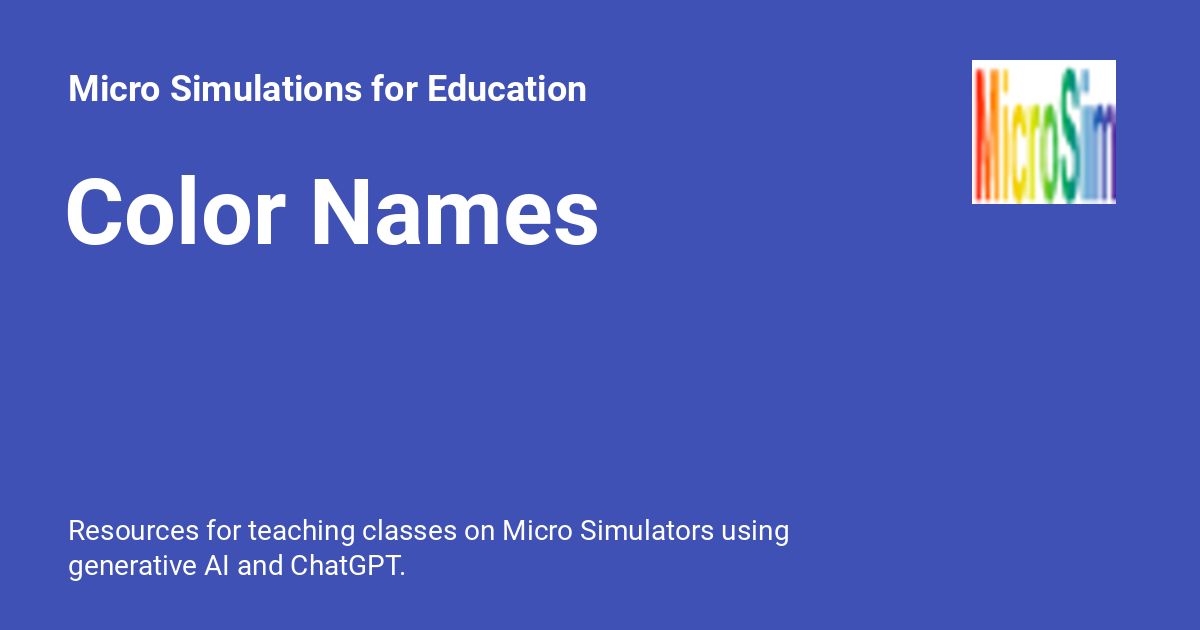 Micro Simulations for Education
MicroSim
Color Names
Resources for teaching classes on Micro Simulators using
generative AI and ChatGPT.